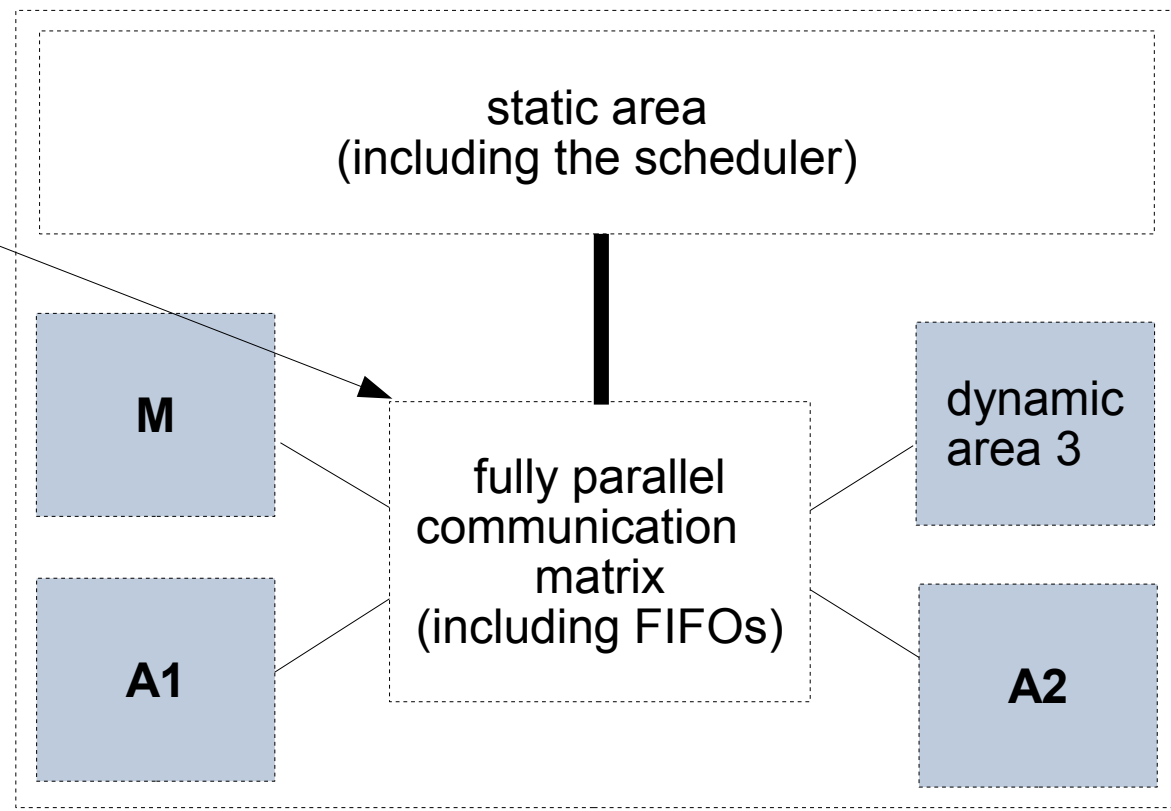 static area
(including the scheduler)
M
dynamic
area 3
fully parallel
communication
matrix
(including FIFOs)
A1
A2